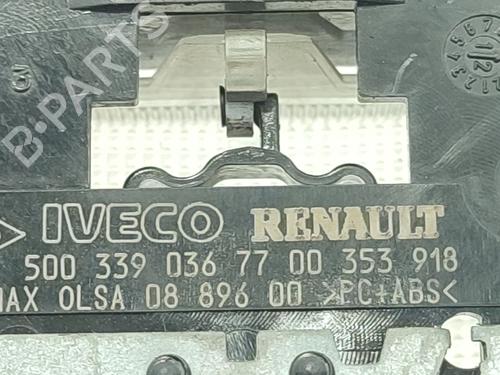 B·PARTS
IVECO RENAULT
500 339 036 77 00 353 918
MAX OLSA 08 896 00 >PC+ABS<